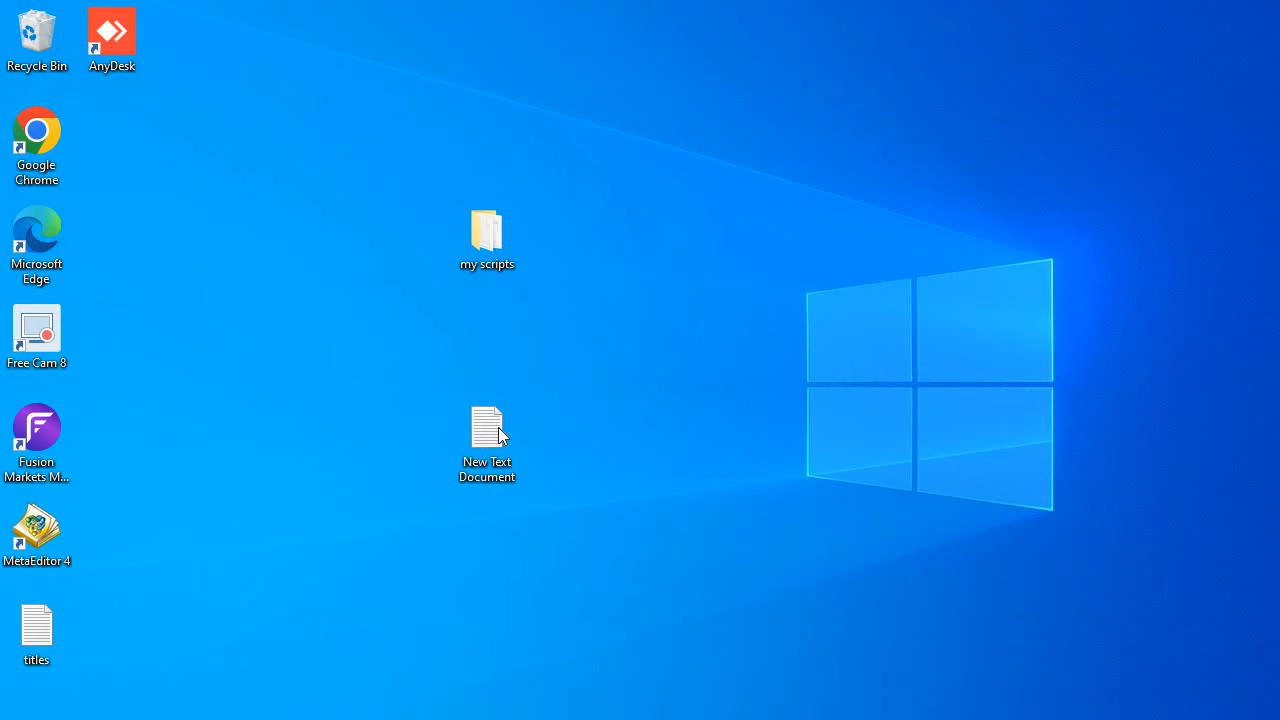 Recycle Bin
AnyDesk
Google
Chrome
Microsoft
Edge
my scripts
Free Cam 8
Fusion
Markets M...
New Text
Document
MetaEditor 4
titles